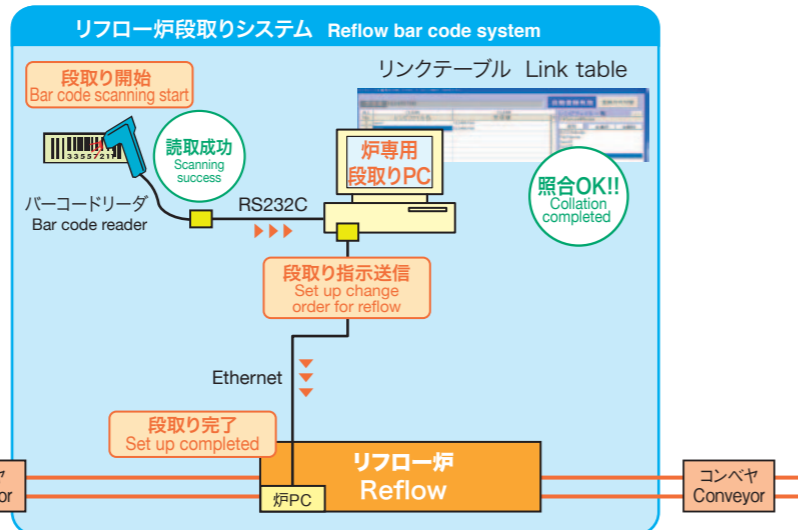 リフロー炉段取りシステム Reflow bar code system
段取り開始
Bar code scanning start
リンクテーブル Link table
33557211
読取成功
Scanning
success
炉専用
段取りPC
照合OK!!
Collation
completed
バーコードリーダ
Bar code reader
RS232C
段取り指示送信
Set up change
order for reflow
Ethernet
段取り完了
Set up completed
リフロー炉
Reflow
炉PC
ヤ
or
コンベヤ
Conveyor